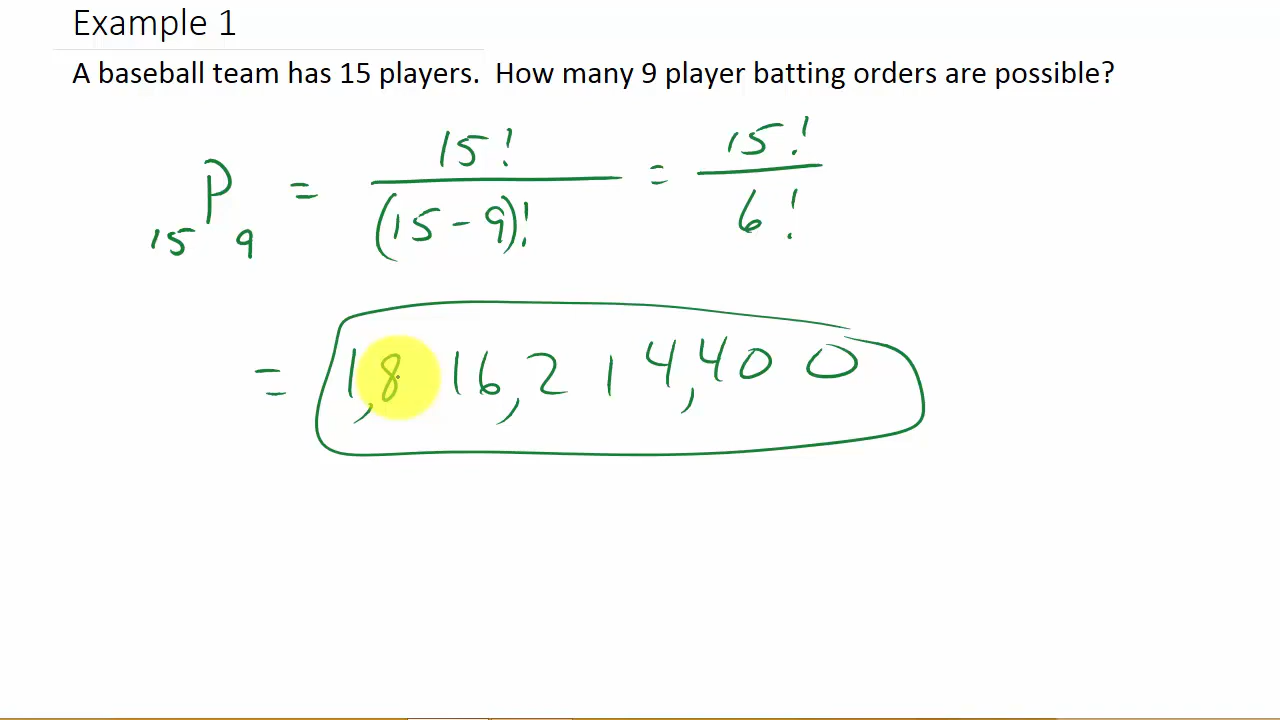 Example 1
A baseball team has 15 players. How many 9 player batting orders are possible?
15P9 = 15! / (15-9)! = 15! / 6!
= 1,816,214,400